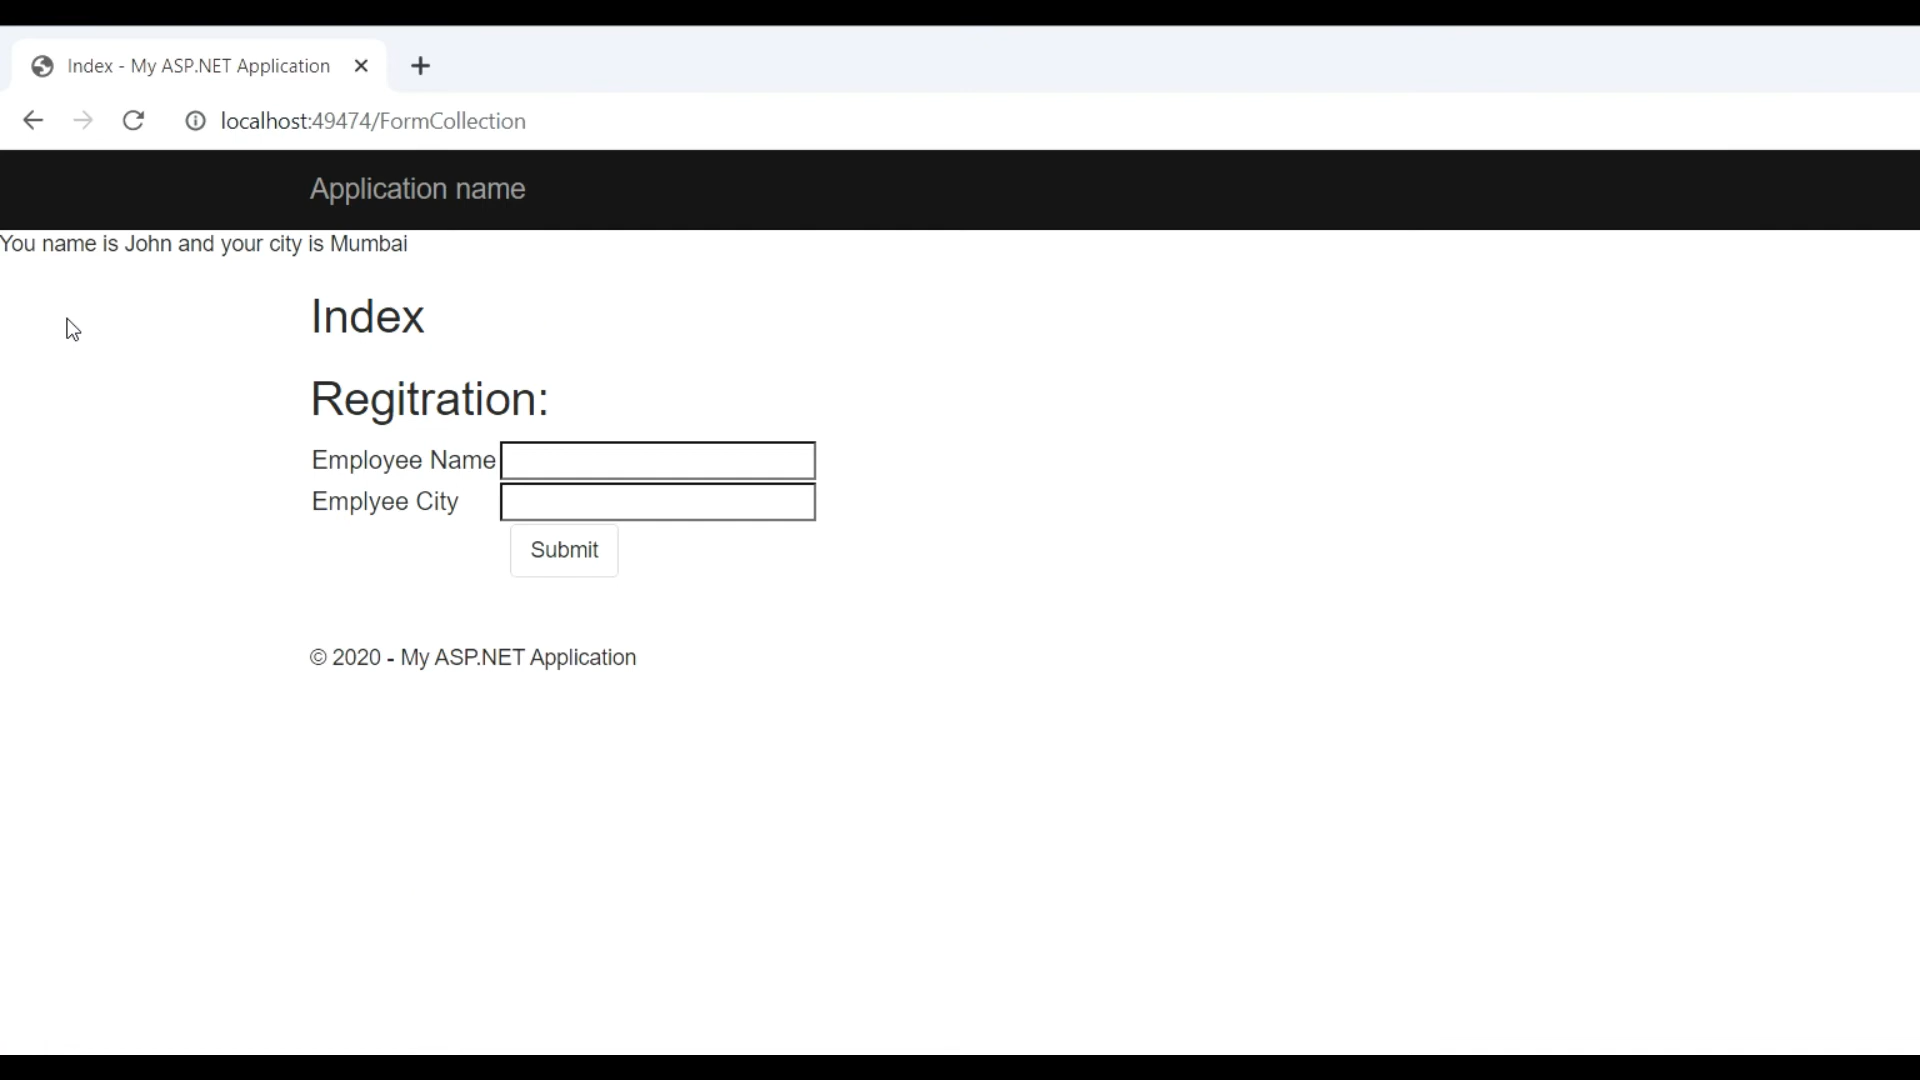 Index - My ASP.NET Application
localhost:49474/FormCollection
Application name
You name is John and your city is Mumbai
Index
Regitration:
Employee Name
Emplyee City
Submit
© 2020 - My ASP.NET Application